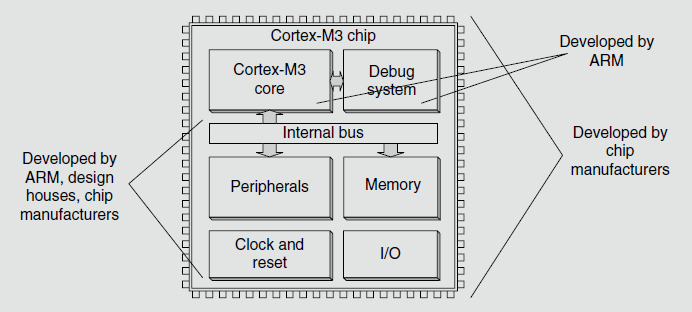 Cortex-M3 chip
Cortex-M3
core
Debug
system
Developed by
ARM
Internal bus
Developed by
chip
manufacturers
Developed by
ARM, design
houses, chip
manufacturers
Peripherals
Memory
Clock and
reset
I/O